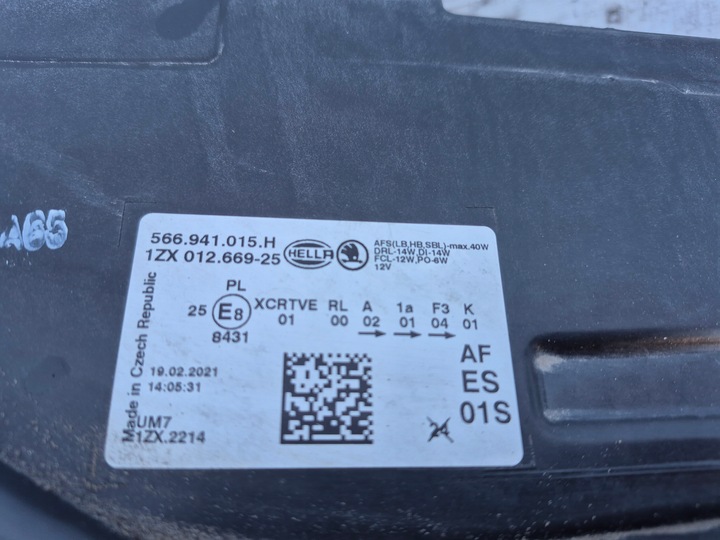 566.941.015.H
1ZX 012.669-25
HELLA
AFS(LB,HB,SBL)-max.40W
DRL-14W,DI-14W
FCL-12W,PO-6W
12V
PL
25 E8 XCRTVE RL A 1a F3 K
01 00 02 01 04 01
8431
Made in Czech Republic
19.02.2021
14:05:31
UM7
1ZX.2214
AF
ES
01S
24
A65